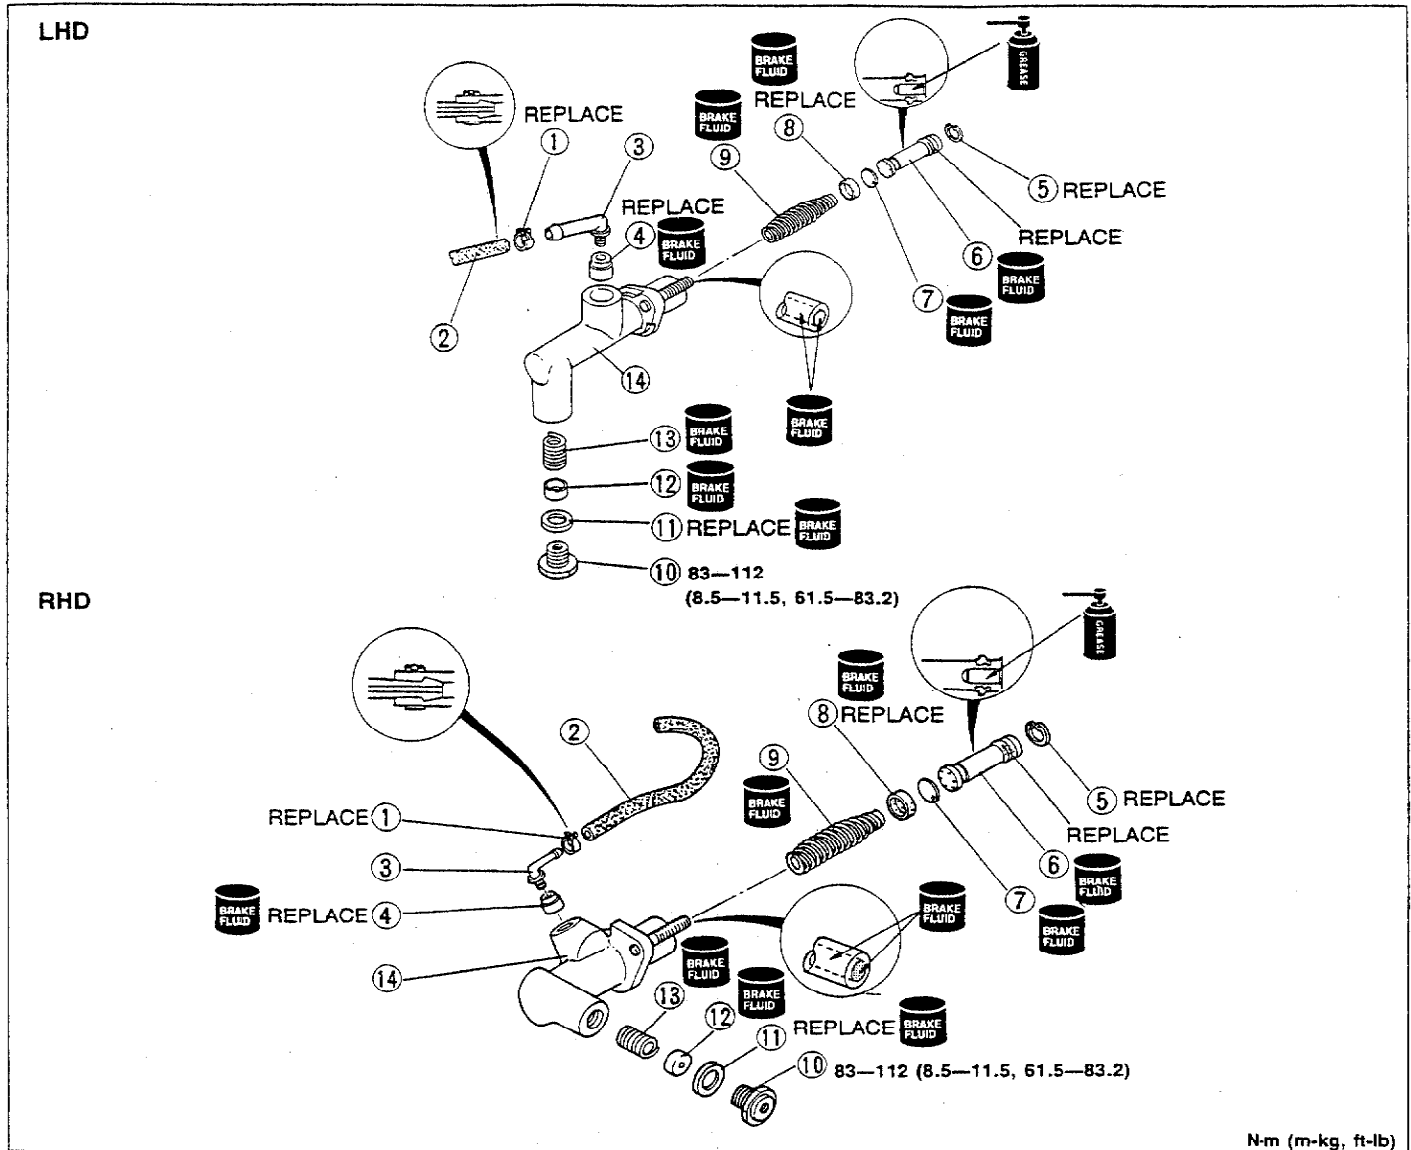 LHD
BRAKE
FLUID
GREASE
BRAKE
FLUID
REPLACE
REPLACE
8
1
3
9
5 REPLACE
REPLACE
4
BRAKE
FLUID
REPLACE
6
BRAKE
FLUID
7
BRAKE
FLUID
2
14
BRAKE
FLUID
13
BRAKE
FLUID
12
BRAKE
FLUID
11 REPLACE
BRAKE
FLUID
10 83—112
(8.5—11.5, 61.5—83.2)
RHD
GREASE
BRAKE
FLUID
8 REPLACE
2
9
BRAKE
FLUID
5 REPLACE
REPLACE 1
REPLACE
3
6
BRAKE
FLUID
BRAKE
FLUID
REPLACE 4
BRAKE
FLUID
7
BRAKE
FLUID
14
BRAKE
FLUID
BRAKE
FLUID
13
12
REPLACE
BRAKE
FLUID
11
10 83—112 (8.5—11.5, 61.5—83.2)
N·m (m-kg, ft-lb)